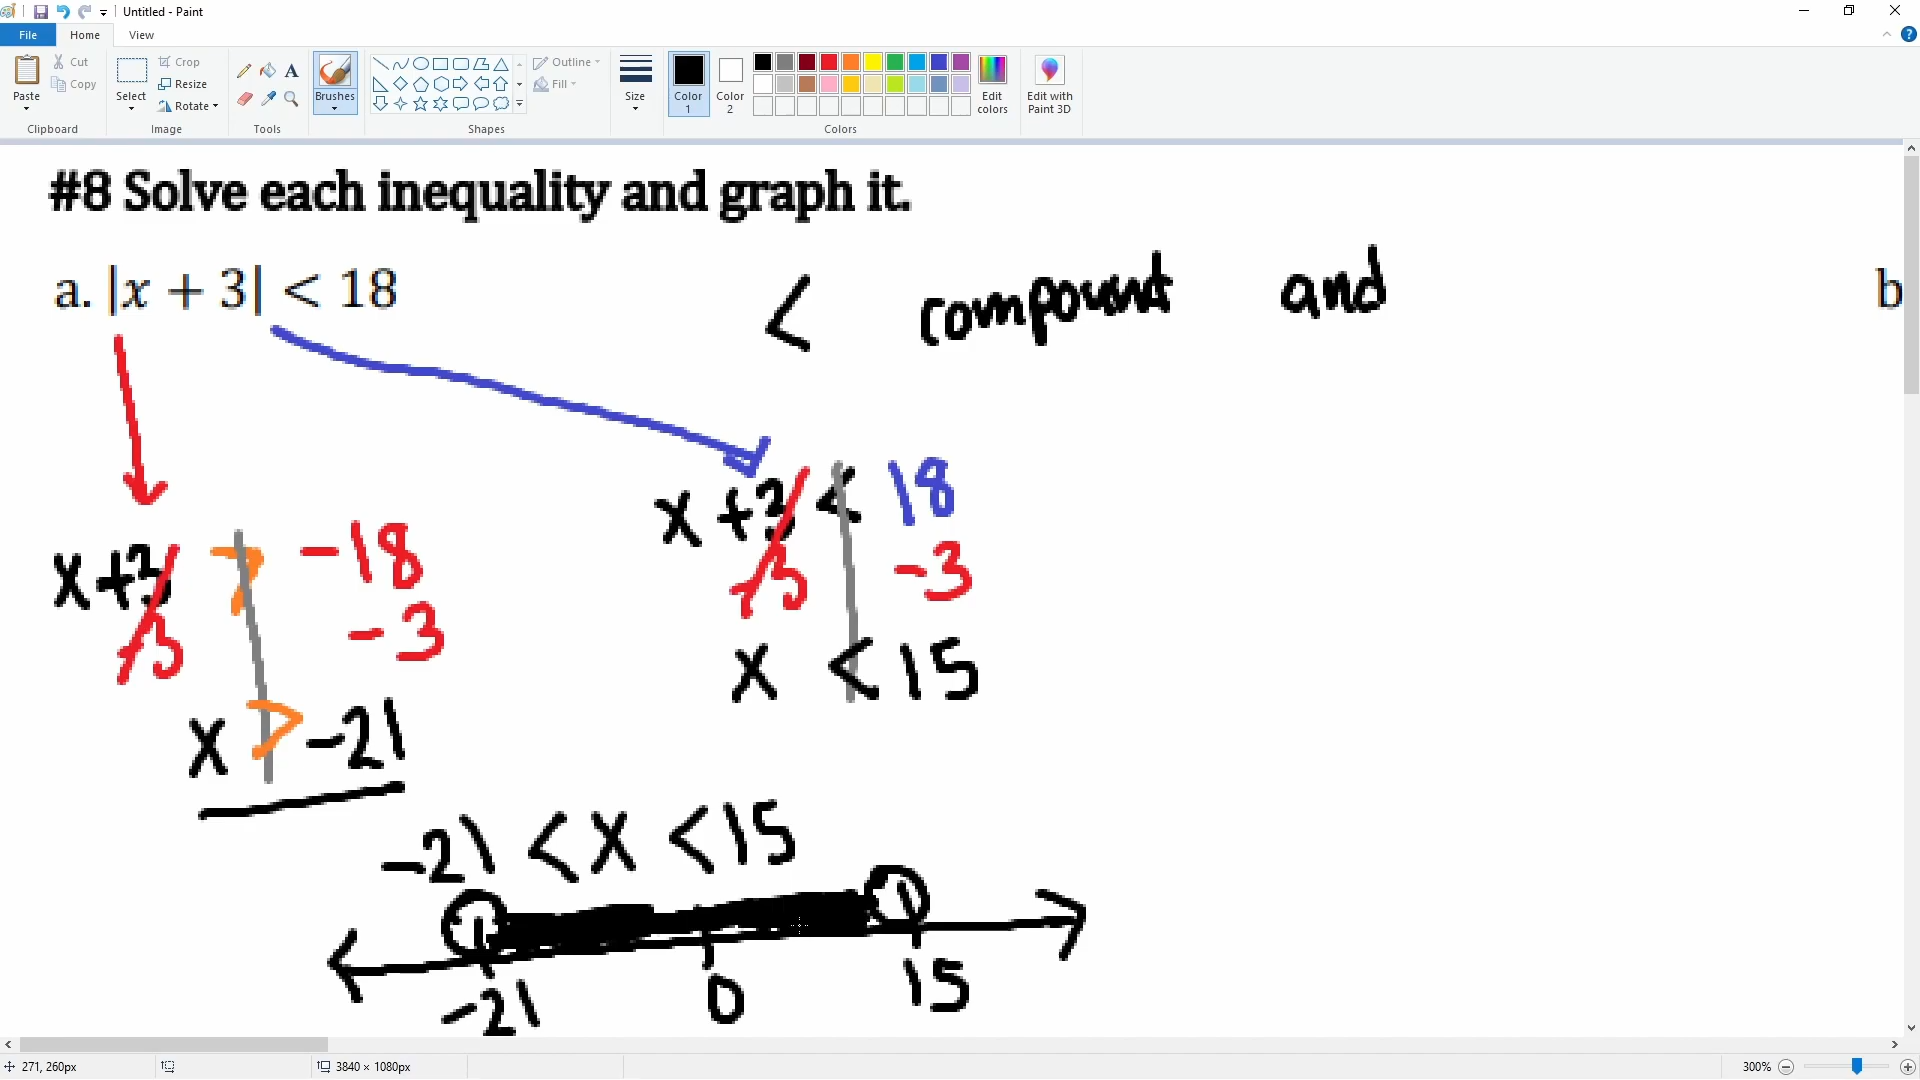 Untitled - Paint
File Home View
Paste Cut Copy Clipboard
Select Crop Resize Rotate Image
Tools
Brushes
Outline Fill Shapes
Size
Color 1 Color 2 Edit colors Colors
Edit with Paint 3D
#8 Solve each inequality and graph it.
a. |x + 3| < 18
< component and
b
x +3 < 18
-3 -3
x < 15
x+3 > -18
-3 -3
x > -21
-21 < x < 15
-21 0 15
271, 260px
3840 × 1080px
300%